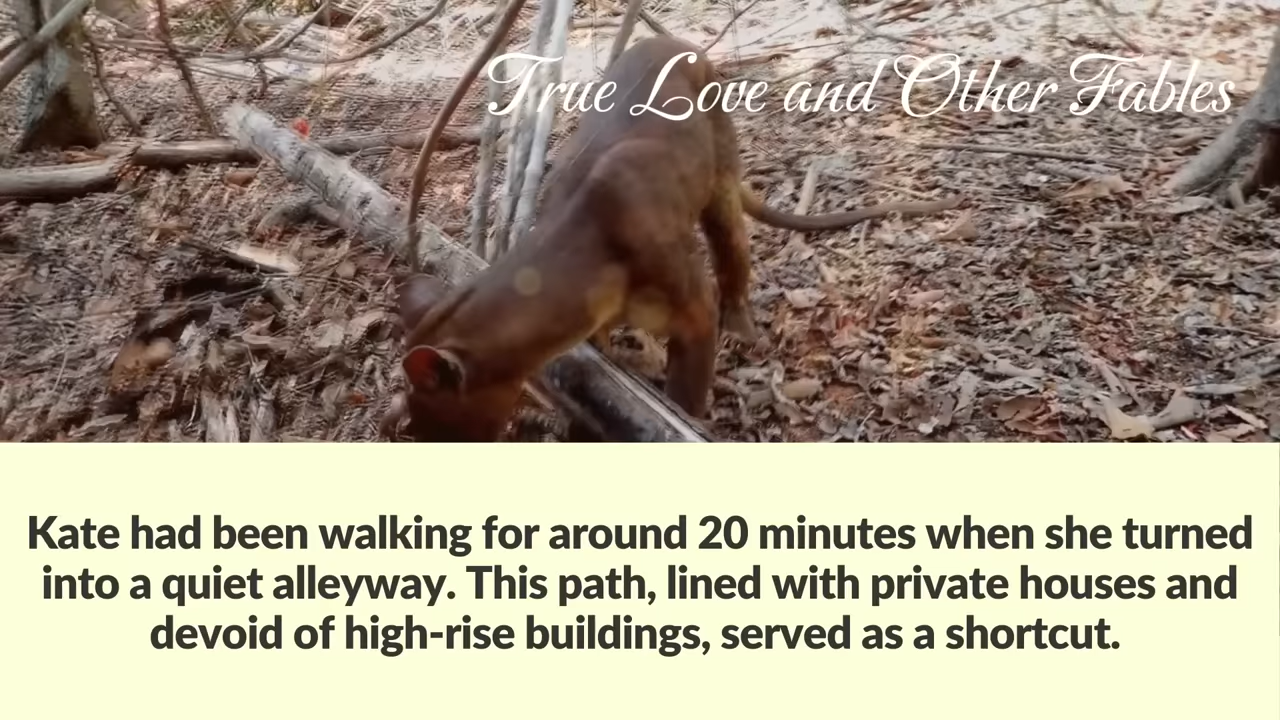 True Love and Other Fables
Kate had been walking for around 20 minutes when she turned
into a quiet alleyway. This path, lined with private houses and
devoid of high-rise buildings, served as a shortcut.